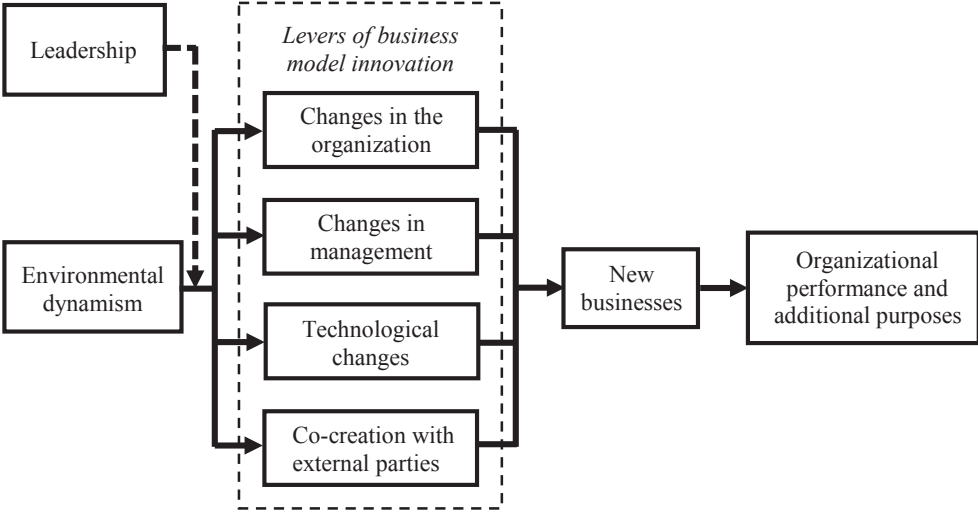 Leadership
Levers of business
model innovation
Changes in the
organization
Changes in
management
Environmental
dynamism
Technological
changes
Co-creation with
external parties
New
businesses
Organizational
performance and
additional purposes